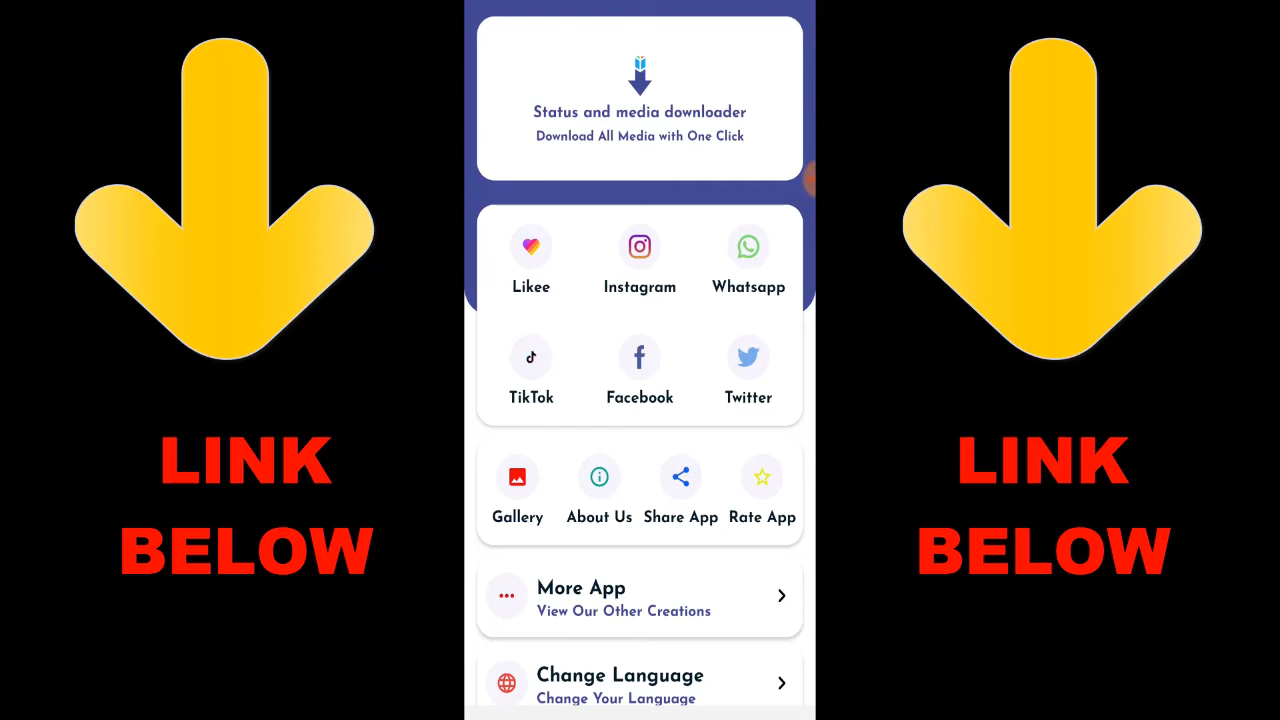 Status and media downloader
Download All Media with One Click
Likee
Instagram
Whatsapp
TikTok
Facebook
Twitter
LINK
BELOW
LINK
BELOW
Gallery
About Us
Share App
Rate App
More App
View Our Other Creations
Change Language
Change Your Language